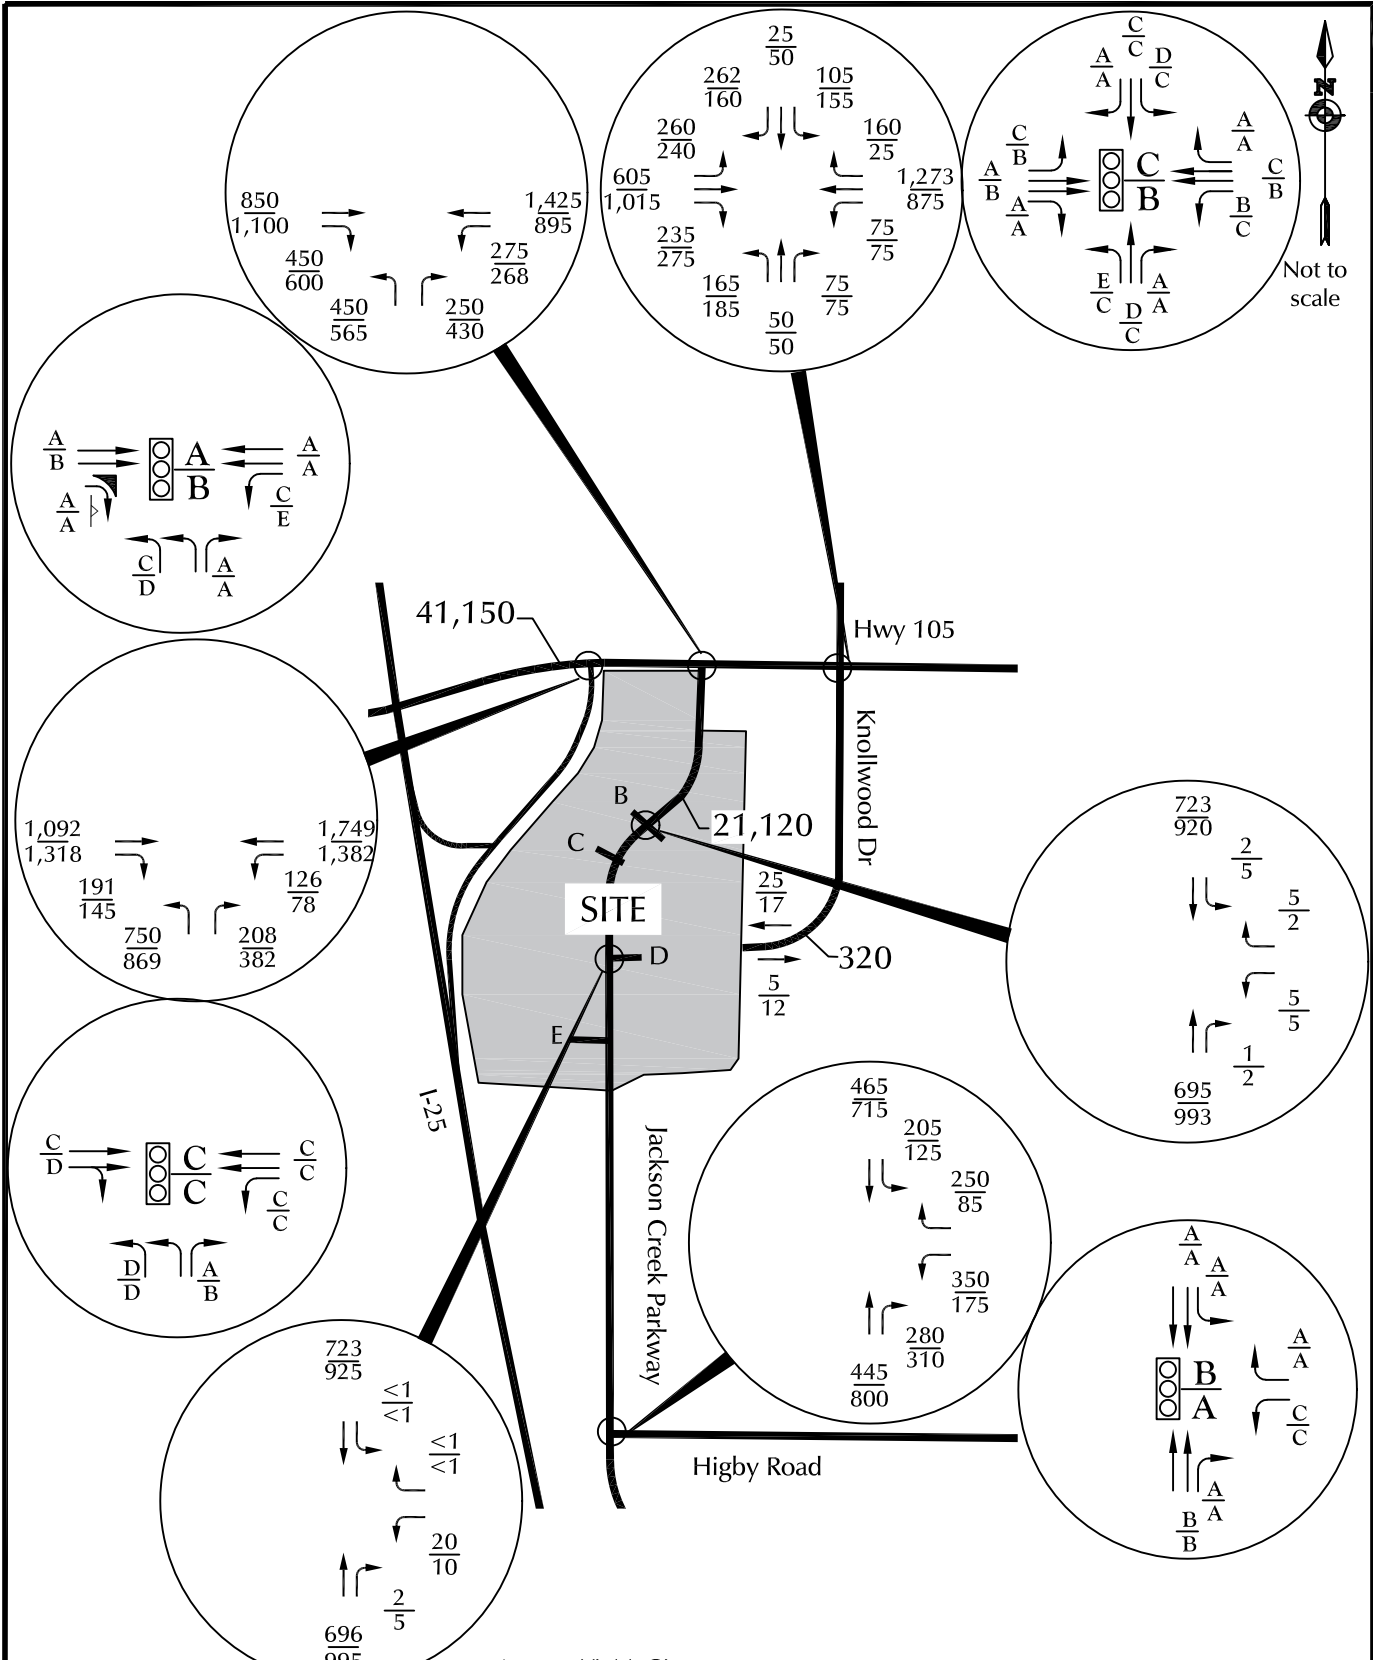 850
1,100
450
600
450
565
250
430
1,425
895
275
268
25
50
262
160
105
155
260
240
160
25
605
1,015
1,273
875
235
275
75
75
165
185
75
75
50
50
C
C
A
A
D
C
C
B
A
A
A
B
C
B
C
B
A
A
B
C
E
C
A
A
D
C
N
Not to
scale
A
B
A
B
A
A
A
A
C
E
C
D
A
A
41,150
Hwy 105
Knollwood Dr
1,092
1,318
1,749
1,382
191
145
126
78
750
869
208
382
B
21,120
C
SITE
25
17
D
320
5
12
E
723
920
2
5
5
2
5
5
1
2
695
993
C
D
C
C
C
C
C
C
D
D
A
B
I-25
Jackson Creek Parkway
465
715
205
125
250
85
350
175
280
310
445
800
A
A
A
A
A
A
B
A
C
C
A
A
B
B
723
925
<1
<1
<1
<1
20
10
2
5
696
995
Higby Road